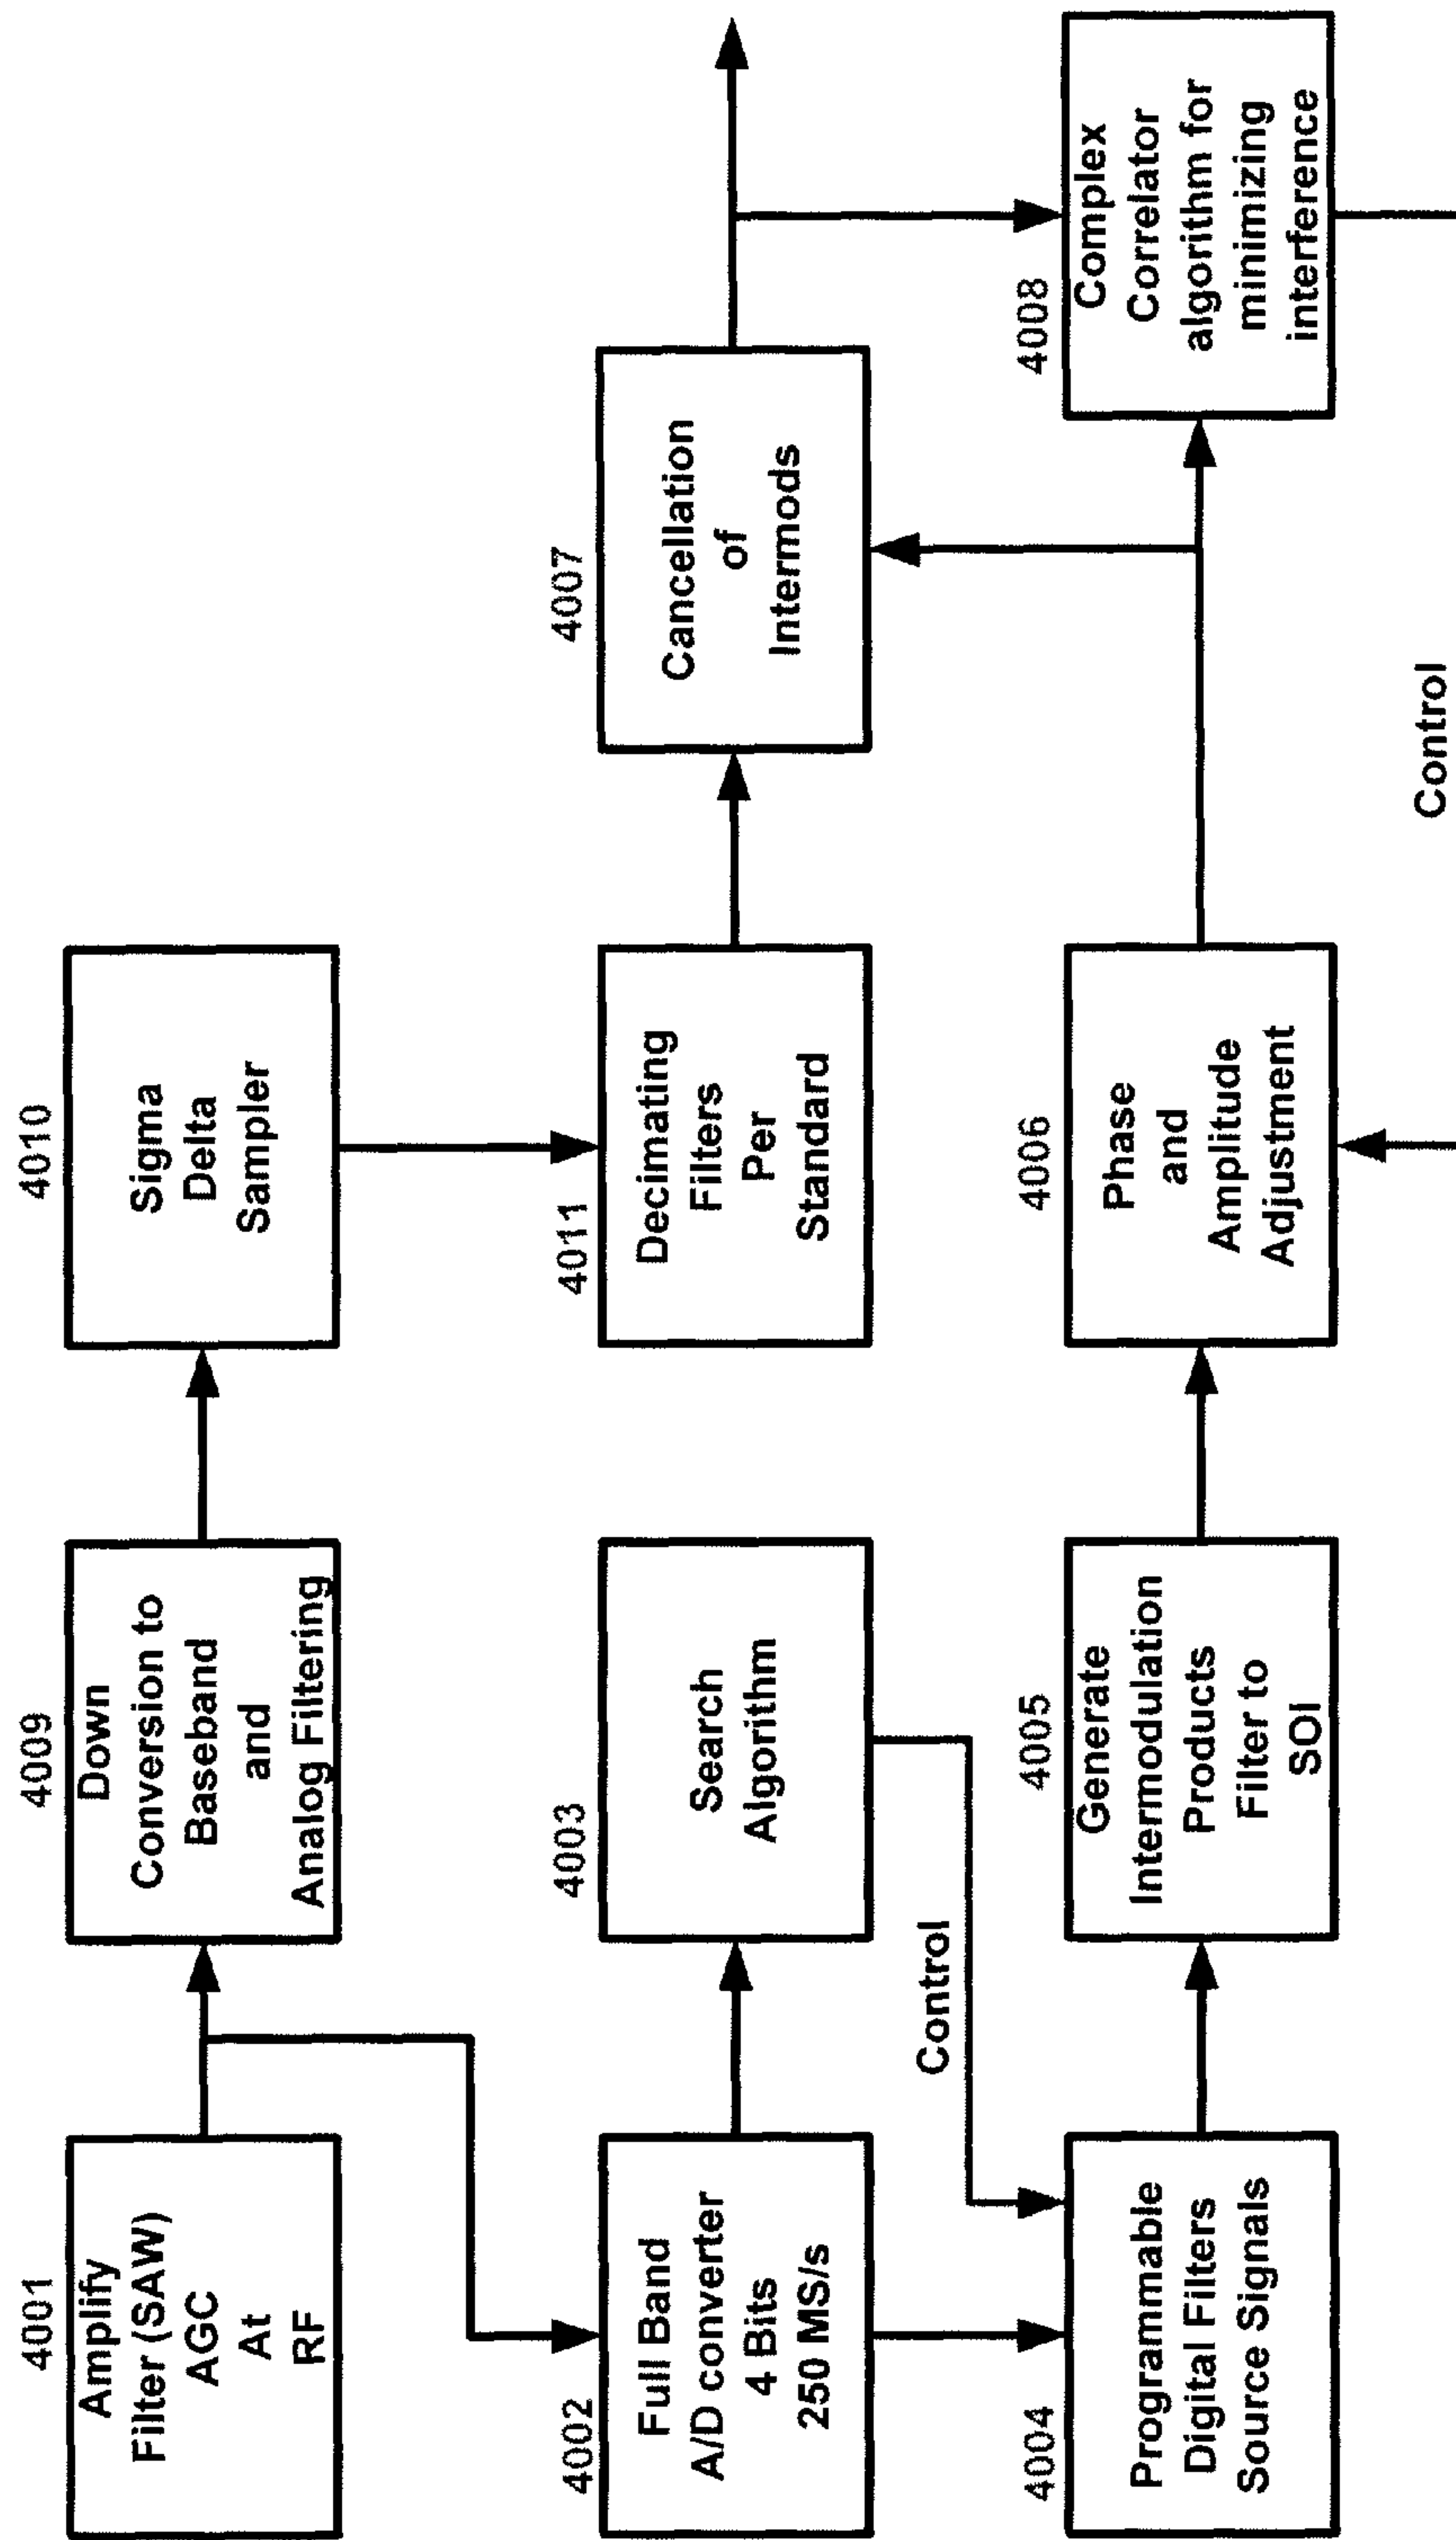 4001
Amplify
Filter (SAW)
AGC
At
RF
4009
Down
Conversion to
Baseband
and
Analog Filtering
4010
Sigma
Delta
Sampler
4002
Full Band
A/D converter
4 Bits
250 MS/s
4003
Search
Algorithm
4011
Decimating
Filters
Per
Standard
4007
Cancellation
of
Intermods
Control
4004
Programmable
Digital Filters
Source Signals
4005
Generate
Intermodulation
Products
Filter to
SOI
4006
Phase
and
Amplitude
Adjustment
4008
Complex
Correlator
algorithm for
minimizing
interference
Control